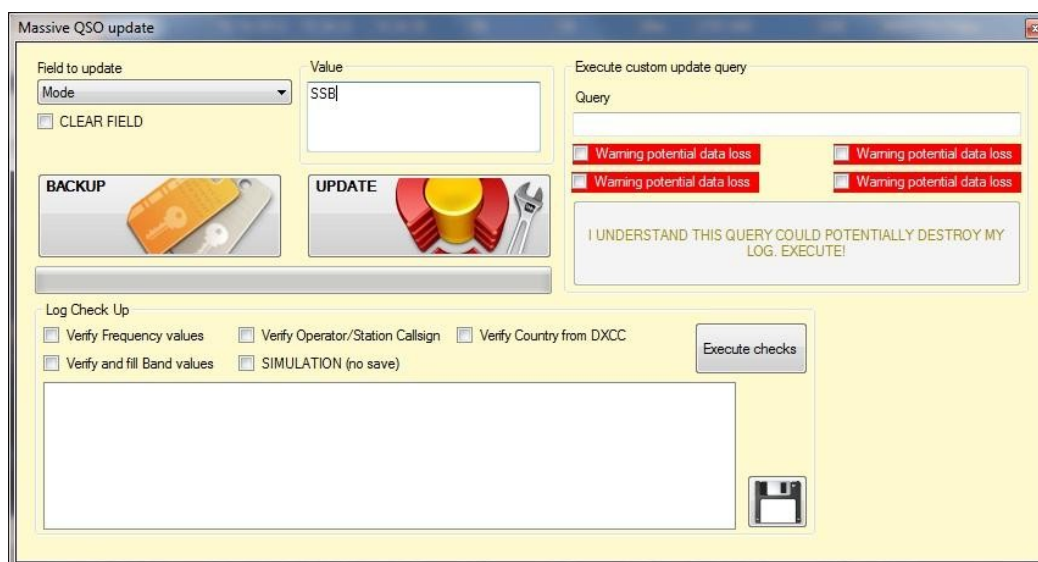 Massive QSO update
Field to update
Mode
CLEAR FIELD
Value
SSB
BACKUP
UPDATE
Execute custom update query
Query
Warning potential data loss
Warning potential data loss
Warning potential data loss
Warning potential data loss
I UNDERSTAND THIS QUERY COULD POTENTIALLY DESTROY MY
LOG. EXECUTE!
Log Check Up
Verify Frequency values
Verify Operator/Station Callsign
Verify Country from DXCC
Verify and fill Band values
SIMULATION (no save)
Execute checks